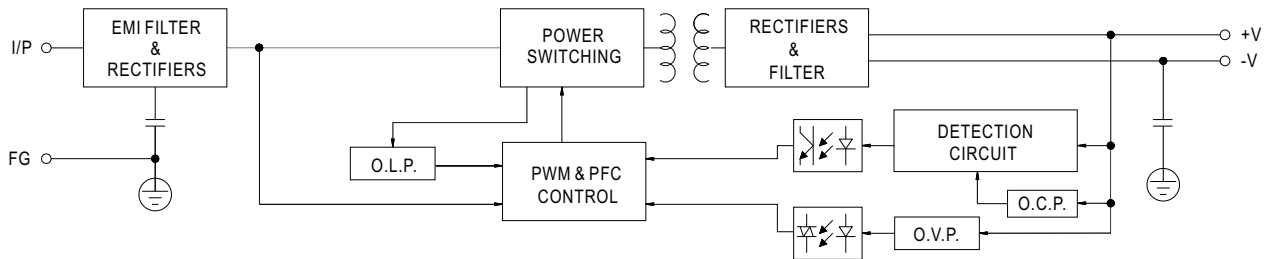 I/P
EMI FILTER
&
RECTIFIERS
POWER
SWITCHING
RECTIFIERS
&
FILTER
+V
-V
FG
O.L.P.
PWM & PFC
CONTROL
DETECTION
CIRCUIT
O.C.P.
O.V.P.